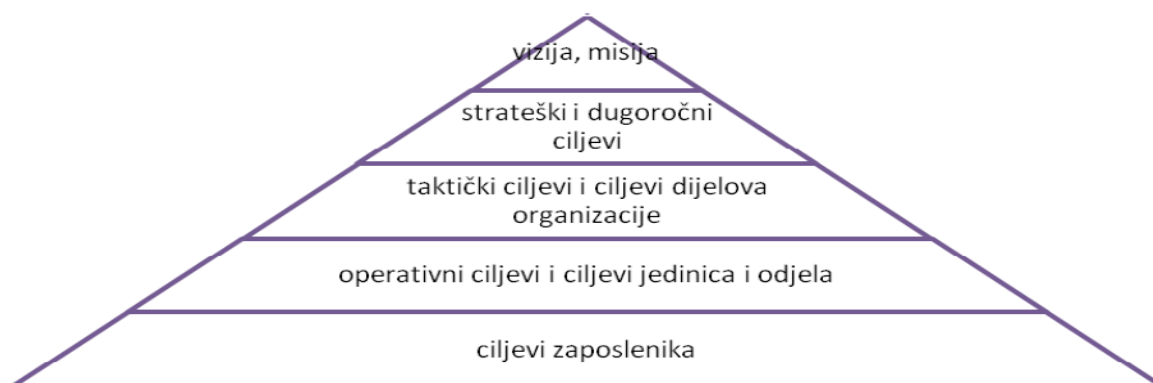 vizija, misija
strateški i dugoročni
ciljevi
taktički ciljevi i ciljevi dijelova
organizacije
operativni ciljevi i ciljevi jedinica i odjela
ciljevi zaposlenika